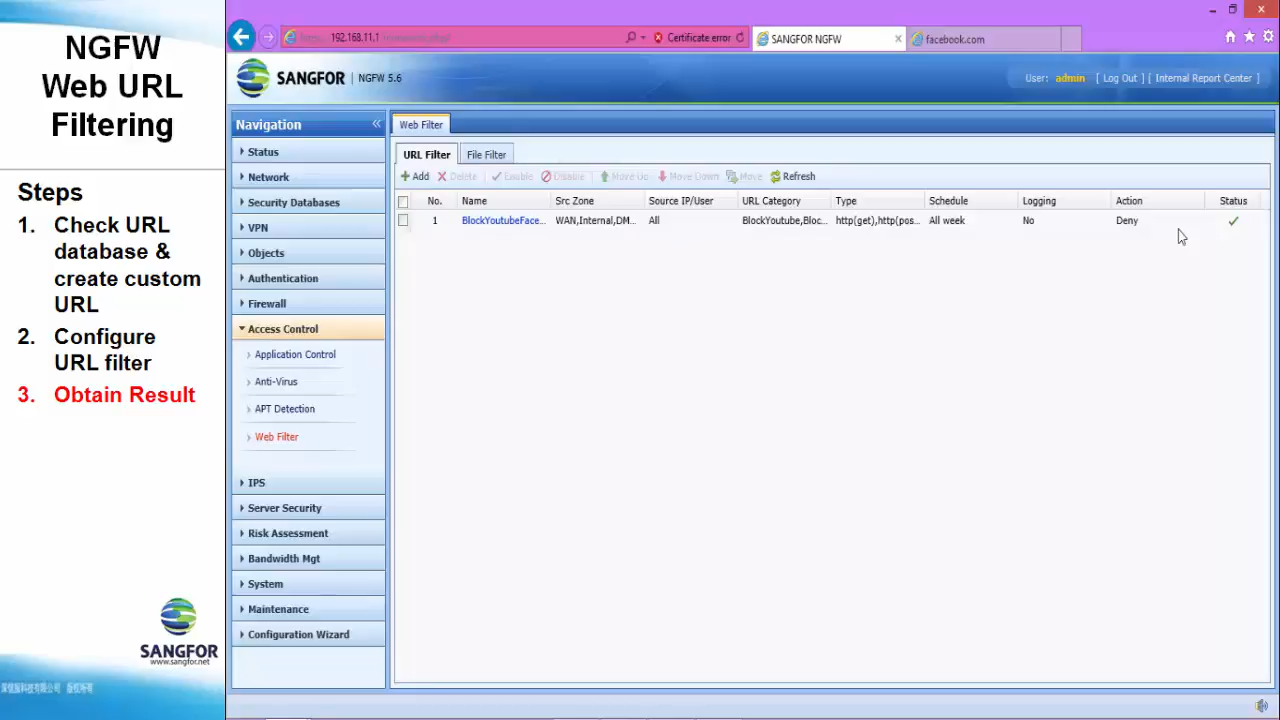 NGFW
Web URL
Filtering
Steps
1. Check URL
database &
create custom
URL
2. Configure
URL filter
3. Obtain Result
SANGFOR
www.sangfor.net
192.168.11.1
Certificate error
SANGFOR NGFW
facebook.com
SANGFOR NGFW 5.6
User: admin [ Log Out ] [ Internal Report Center ]
Navigation
Status
Network
Security Databases
VPN
Objects
Authentication
Firewall
Access Control
Application Control
Anti-Virus
APT Detection
Web Filter
IPS
Server Security
Risk Assessment
Bandwidth Mgt
System
Maintenance
Configuration Wizard
Web Filter
URL Filter File Filter
Add Delete Enable Disable Move Up Move Down Move Refresh
No. Name Src Zone Source IP/User URL Category Type Schedule Logging Action Status
1 BlockYoutubeFace... WAN,Internal,DM... All BlockYoutube,Bloc... http(get),http(pos... All week No Deny